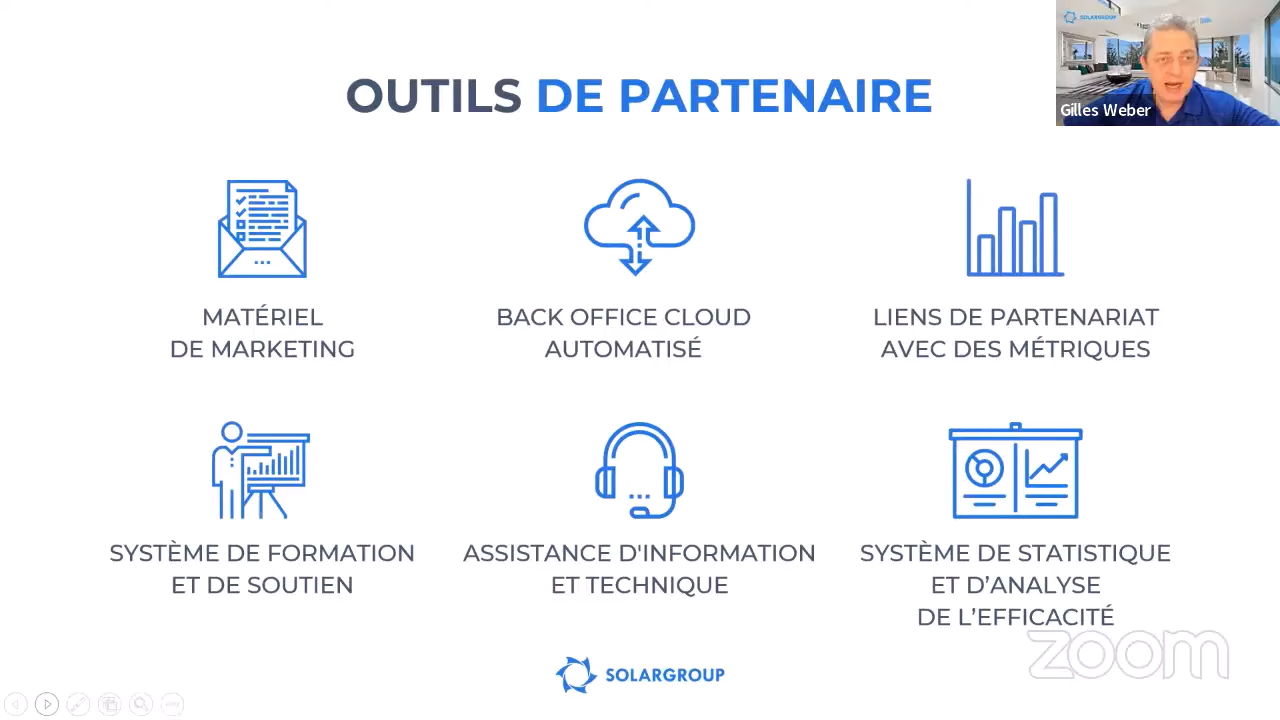 SOLARGROUP
Gilles Weber
OUTILS DE PARTENAIRE
MATÉRIEL
DE MARKETING
BACK OFFICE CLOUD
AUTOMATISÉ
LIENS DE PARTENARIAT
AVEC DES MÉTRIQUES
SYSTÈME DE FORMATION
ET DE SOUTIEN
ASSISTANCE D'INFORMATION
ET TECHNIQUE
SYSTÈME DE STATISTIQUE
ET D’ANALYSE
DE L’EFFICACITÉ
zoom
SOLARGROUP